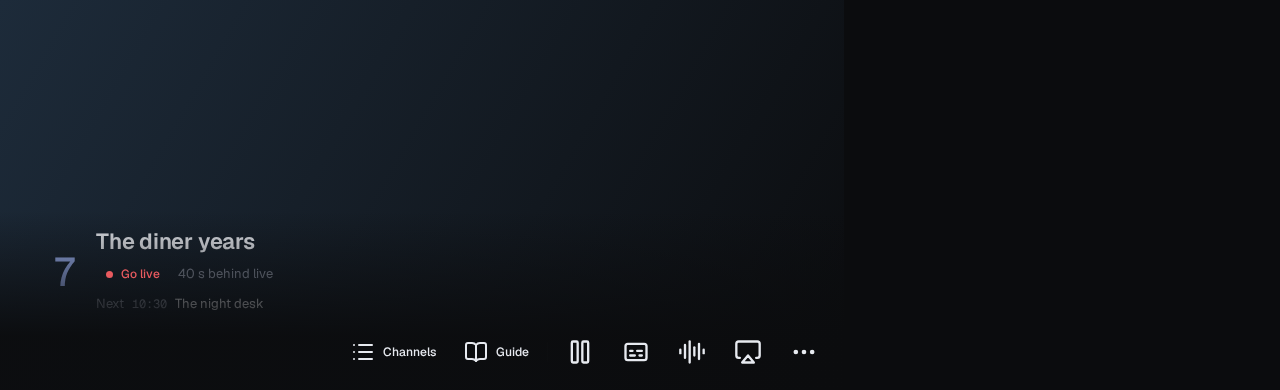 The diner years
7
Go live 40 s behind live
Next 10:30 The night desk
Channels Guide